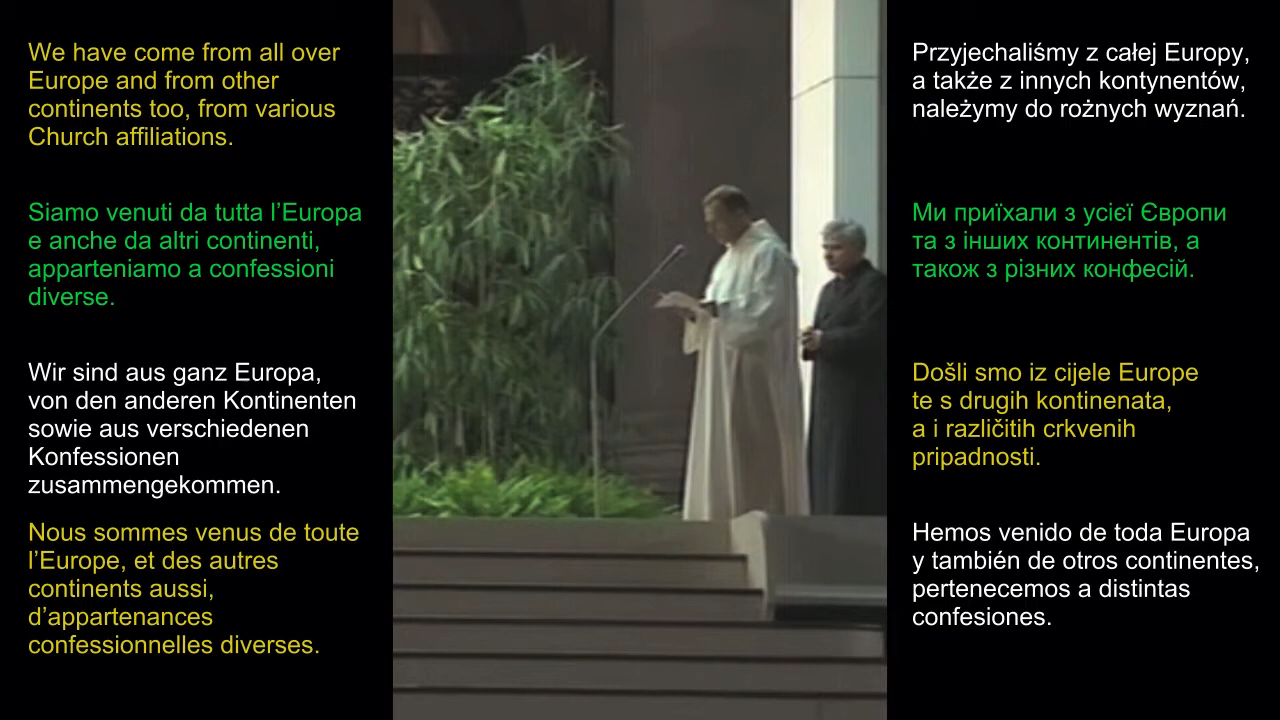 We have come from all over
Europe and from other
continents too, from various
Church affiliations.
Siamo venuti da tutta l’Europa
e anche da altri continenti,
apparteniamo a confessioni
diverse.
Wir sind aus ganz Europa,
von den anderen Kontinenten
sowie aus verschiedenen
Konfessionen
zusammengekommen.
Nous sommes venus de toute
l’Europe, et des autres
continents aussi,
d’appartenances
confessionnelles diverses.
Przyjechaliśmy z całej Europy,
a także z innych kontynentów,
należymy do rożnych wyznań.
Ми приїхали з усієї Європи
та з інших континентів, а
також з різних конфесій.
Došli smo iz cijele Europe
te s drugih kontinenata,
a i različitih crkvenih
pripadnosti.
Hemos venido de toda Europa
y también de otros continentes,
pertenecemos a distintas
confesiones.